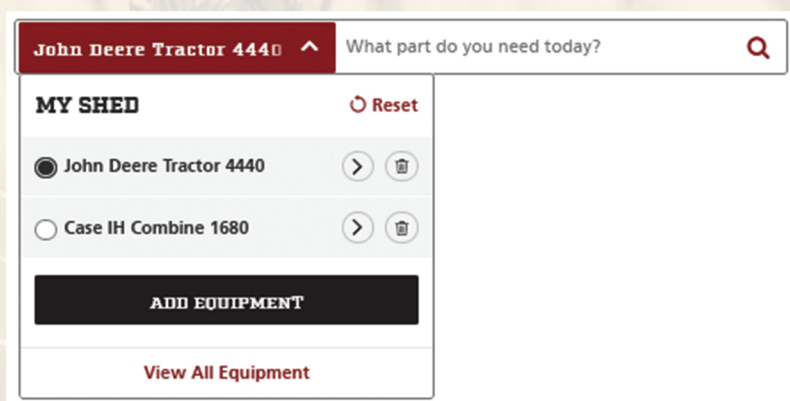 John Deere Tractor 4440 What part do you need today?
MY SHED Reset
John Deere Tractor 4440
Case IH Combine 1680
ADD EQUIPMENT
View All Equipment